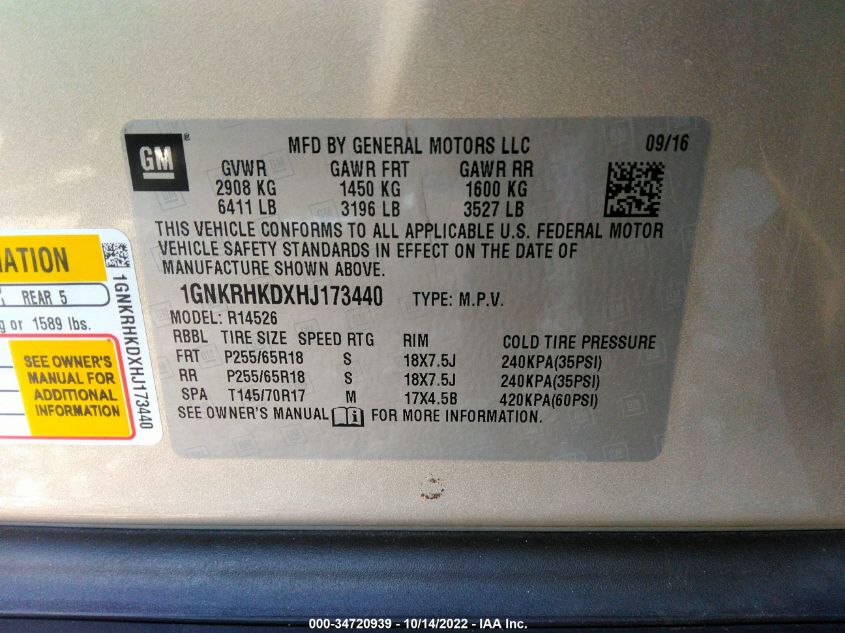 GM ®
MFD BY GENERAL MOTORS LLC 09/16
GVWR GAWR FRT GAWR RR
2908 KG 1450 KG 1600 KG
6411 LB 3196 LB 3527 LB
THIS VEHICLE CONFORMS TO ALL APPLICABLE U.S. FEDERAL MOTOR
VEHICLE SAFETY STANDARDS IN EFFECT ON THE DATE OF
MANUFACTURE SHOWN ABOVE.
1GNKRHKDXHJ173440 TYPE: M.P.V.
MODEL: R14526
RBBL TIRE SIZE SPEED RTG RIM COLD TIRE PRESSURE
FRT P255/65R18 S 18X7.5J 240KPA(35PSI)
RR P255/65R18 S 18X7.5J 240KPA(35PSI)
SPA T145/70R17 M 17X4.5B 420KPA(60PSI)
SEE OWNER'S MANUAL FOR MORE INFORMATION.
REAR 5
or 1589 lbs.
SEE OWNER'S
MANUAL FOR
ADDITIONAL
INFORMATION
1GNKRHKDXHJ173440
000-34720939 - 10/14/2022 - IAA Inc.